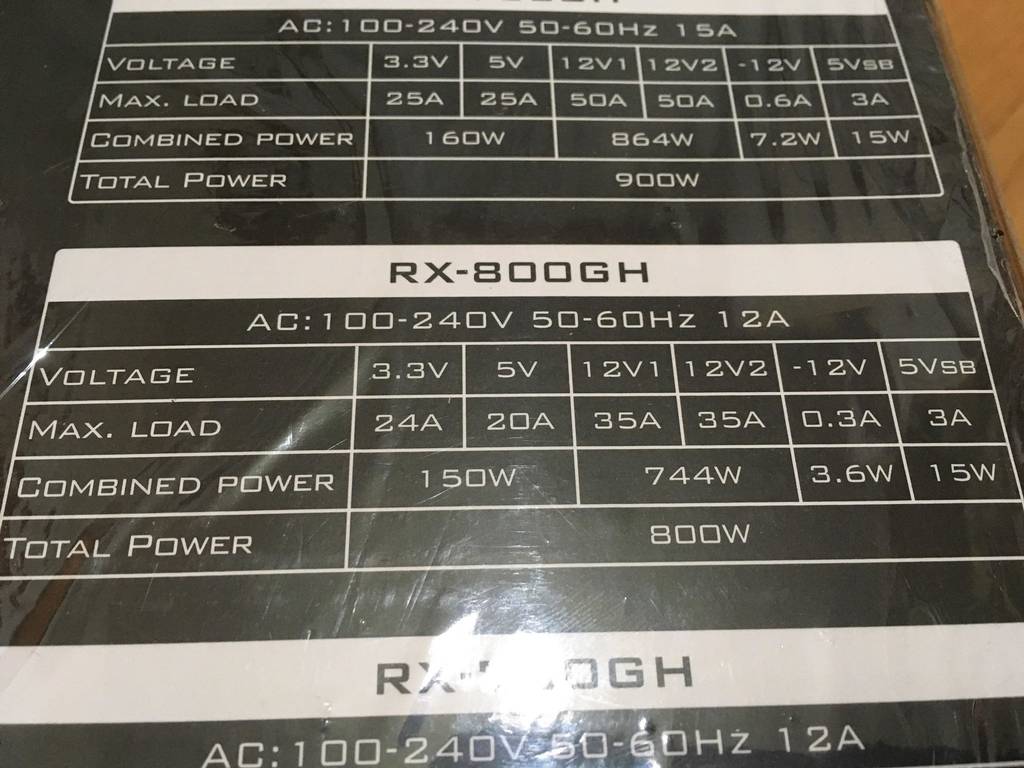 AC:100-240V 50-60Hz 15A
VOLTAGE 3.3V 5V 12V1 12V2 -12V 5VSB
MAX. LOAD 25A 25A 50A 50A 0.6A 3A
COMBINED POWER 160W 864W 7.2W 15W
TOTAL POWER 900W
RX-800GH
AC:100-240V 50-60Hz 12A
VOLTAGE 3.3V 5V 12V1 12V2 -12V 5VSB
MAX. LOAD 24A 20A 35A 35A 0.3A 3A
COMBINED POWER 150W 744W 3.6W 15W
TOTAL POWER 800W
AC:100-240V 50-60Hz 12A